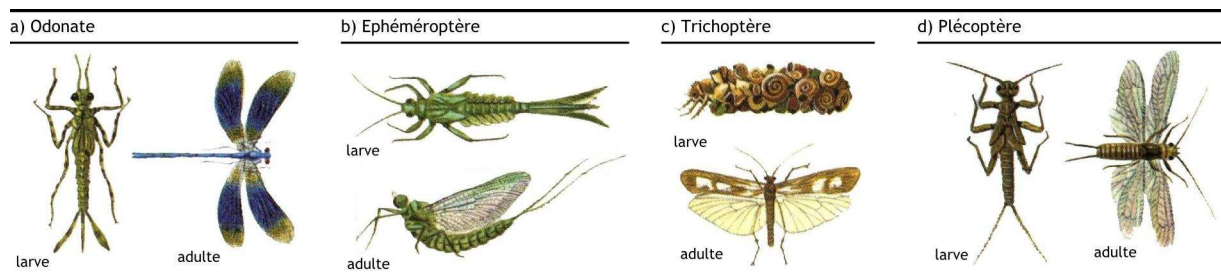 a) Odonate
b) Ephéméroptère
c) Trichoptère
d) Plécoptère
larve
adulte
larve
adulte
larve
adulte
larve
adulte